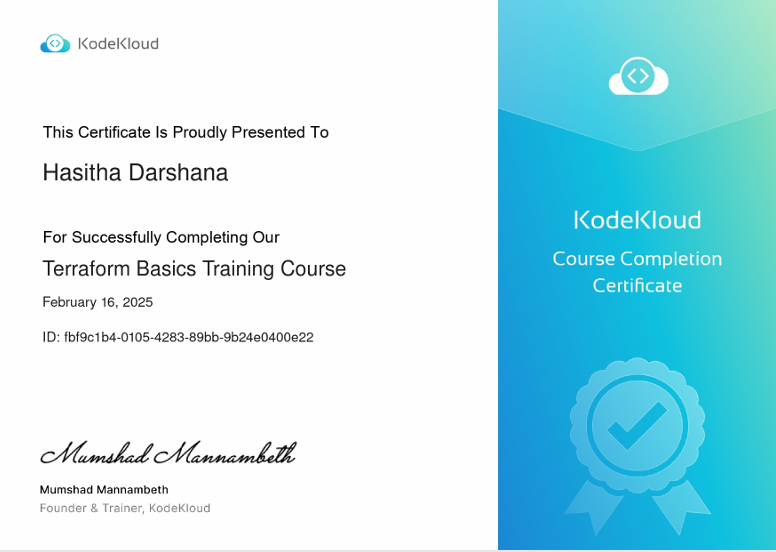 KodeKloud
This Certificate Is Proudly Presented To
Hasitha Darshana
For Successfully Completing Our
Terraform Basics Training Course
February 16, 2025
ID: fbf9c1b4-0105-4283-89bb-9b24e0400e22
Mumshad Mannambeth
Mumshad Mannambeth
Founder & Trainer, KodeKloud
KodeKloud
Course Completion
Certificate